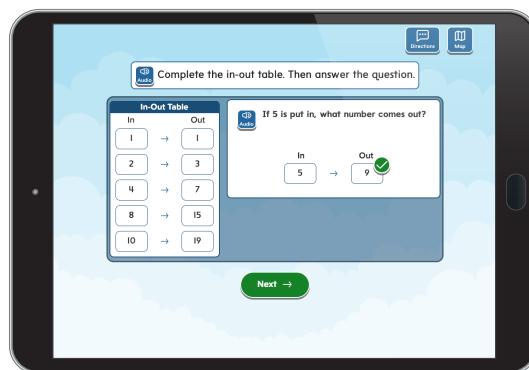 Directions
Map
Audio
Complete the in-out table. Then answer the question.
In-Out Table
In Out
1 → 1
2 → 3
4 → 7
8 → 15
10 → 19
Audio
If 5 is put in, what number comes out?
In Out
5 → 9
Next →